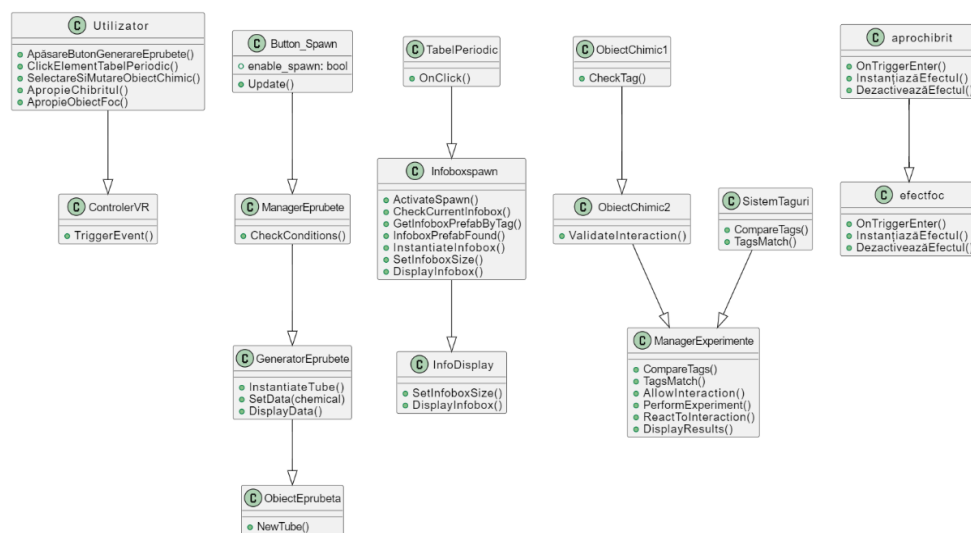 C Utilizator
ApăsareButonGenerareEprubete()
ClickElementTabelPeriodic()
SelectareSiMutareObiectChimic()
ApropieChibritul()
ApropieObiectFoc()
C ControlerVR
TriggerEvent()
C Button_Spawn
enable_spawn: bool
Update()
C ManagerEprubete
CheckConditions()
C GeneratorEprubete
InstantiateTube()
SetData(chemical)
DisplayData()
C ObiectEprubeta
NewTube()
C TabelPeriodic
OnClick()
C Infoboxspawn
ActivateSpawn()
CheckCurrentInfobox()
GetInfoboxPrefabByTag()
InfoboxPrefabFound()
InstantiateInfobox()
SetInfoboxSize()
DisplayInfobox()
C InfoDisplay
SetInfoboxSize()
DisplayInfobox()
C ObiectChimic1
CheckTag()
C ObiectChimic2
ValidateInteraction()
C SistemTaguri
CompareTags()
TagsMatch()
C ManagerExperimente
CompareTags()
TagsMatch()
AllowInteraction()
PerformExperiment()
ReactToInteraction()
DisplayResults()
C aprochibrit
OnTriggerEnter()
InstanțiazăEfectul()
DezactiveazăEfectul()
C efectfoc
OnTriggerEnter()
InstanțiazăEfectul()
DezactiveazăEfectul()